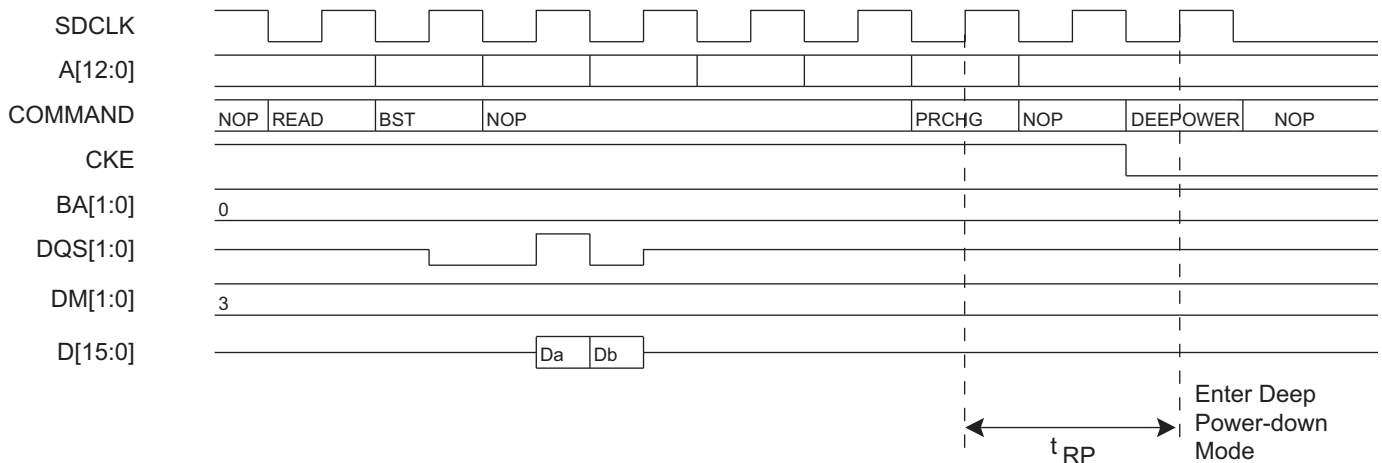 SDCLK
A[12:0]
COMMAND NOP READ BST NOP PRCHG NOP DEEPOWER NOP
CKE
BA[1:0] 0
DQS[1:0]
DM[1:0] 3
D[15:0] Da Db
Enter Deep
Power-down
Mode
t RP